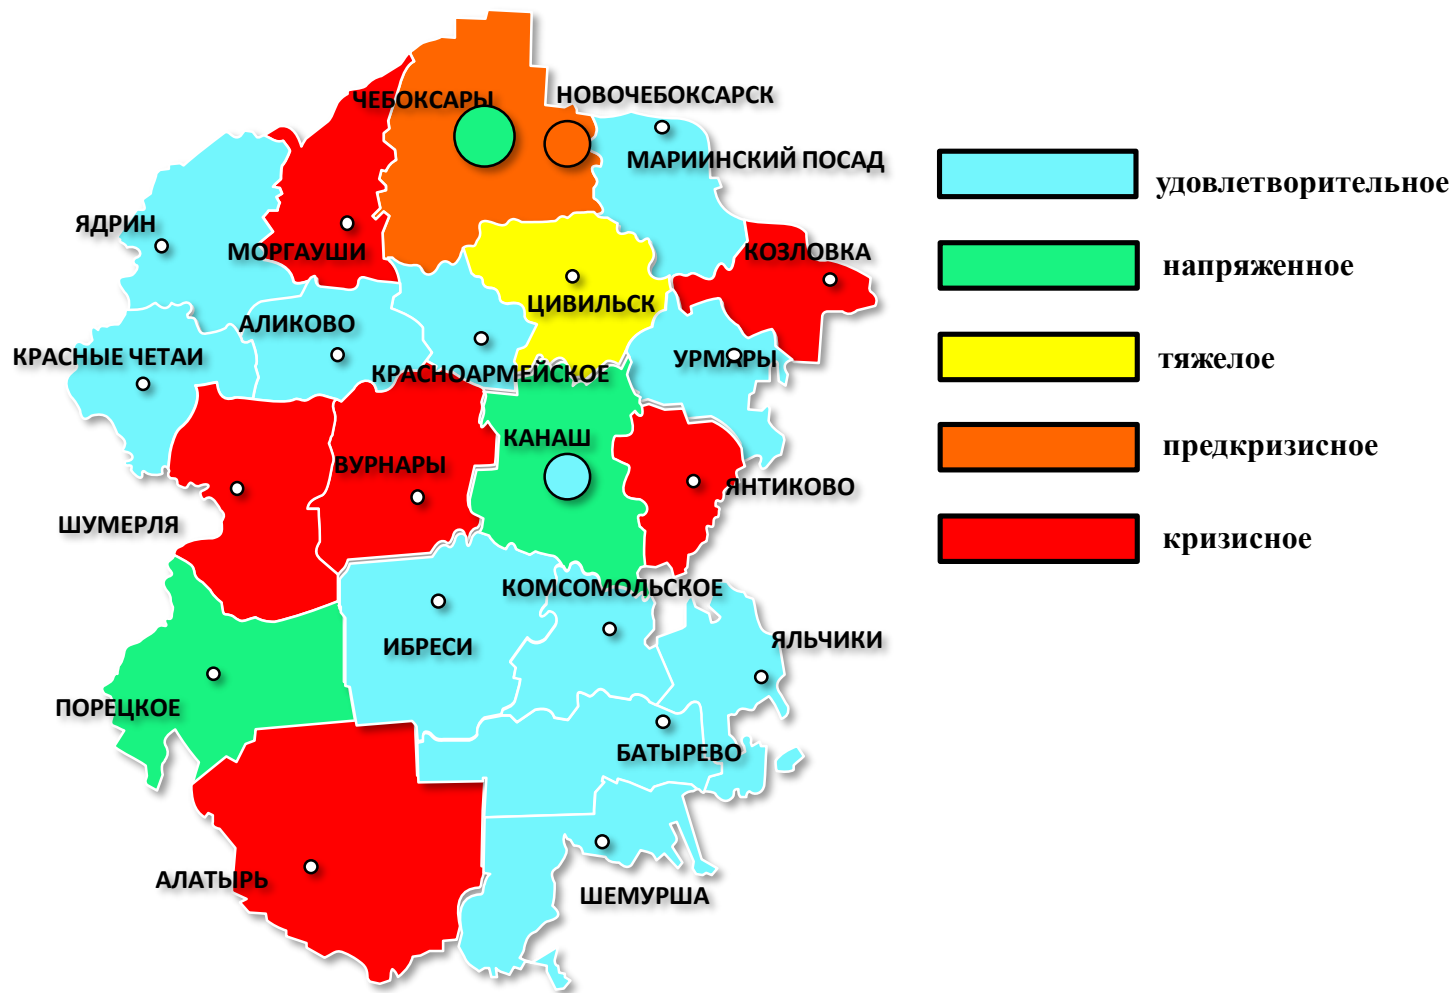 ЧЕБОКСАРЫ
НОВОЧЕБОКСАРСК
МАРИИНСКИЙ ПОСАД
ЯДРИН
МОРГАУШИ
КОЗЛОВКА
ЦИВИЛЬСК
АЛИКОВО
КРАСНЫЕ ЧЕТАИ
КРАСНОАРМЕЙСКОЕ
УРМАРЫ
КАНАШ
ВУРНАРЫ
ЯНТИКОВО
ШУМЕРЛЯ
КОМСОМОЛЬСКОЕ
ИБРЕСИ
ЯЛЬЧИКИ
ПОРЕЦКОЕ
БАТЫРЕВО
АЛАТЫРЬ
ШЕМУРША
удовлетворительное
напряженное
тяжелое
предкризисное
кризисное